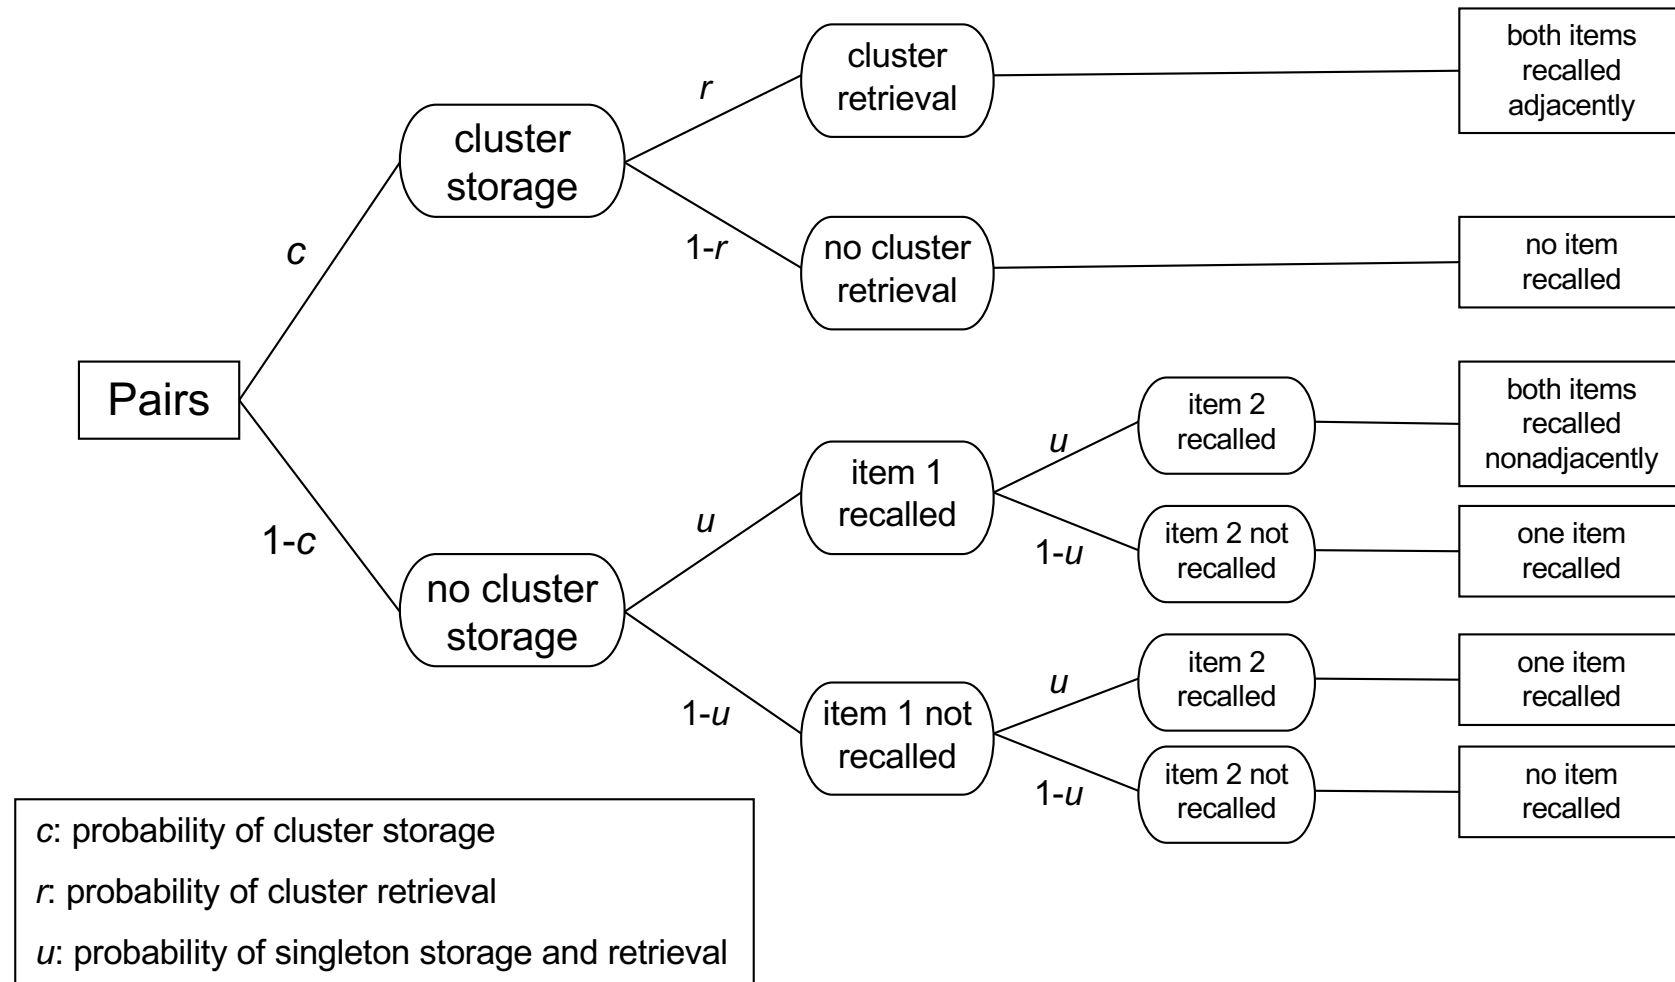 both items
recalled
adjacently
cluster
retrieval
r
cluster
storage
1-r
no cluster
retrieval
no item
recalled
c
Pairs
1-c
both items
recalled
nonadjacently
item 2
recalled
u
item 1
recalled
u
1-u
item 2 not
recalled
one item
recalled
no cluster
storage
1-u
item 1 not
recalled
u
item 2
recalled
one item
recalled
1-u
item 2 not
recalled
no item
recalled
c: probability of cluster storage
r: probability of cluster retrieval
u: probability of singleton storage and retrieval